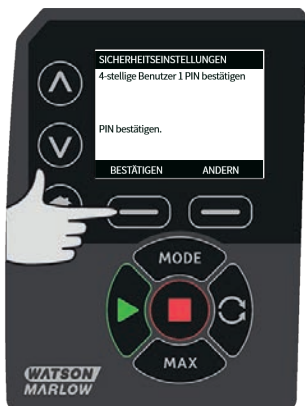 SICHERHEITSEINSTELLUNGEN
4-stellige Benutzer 1 PIN bestätigen
PIN bestätigen.
BESTÄTIGEN ANDERN
MODE
MAX
WATSON
MARLOW